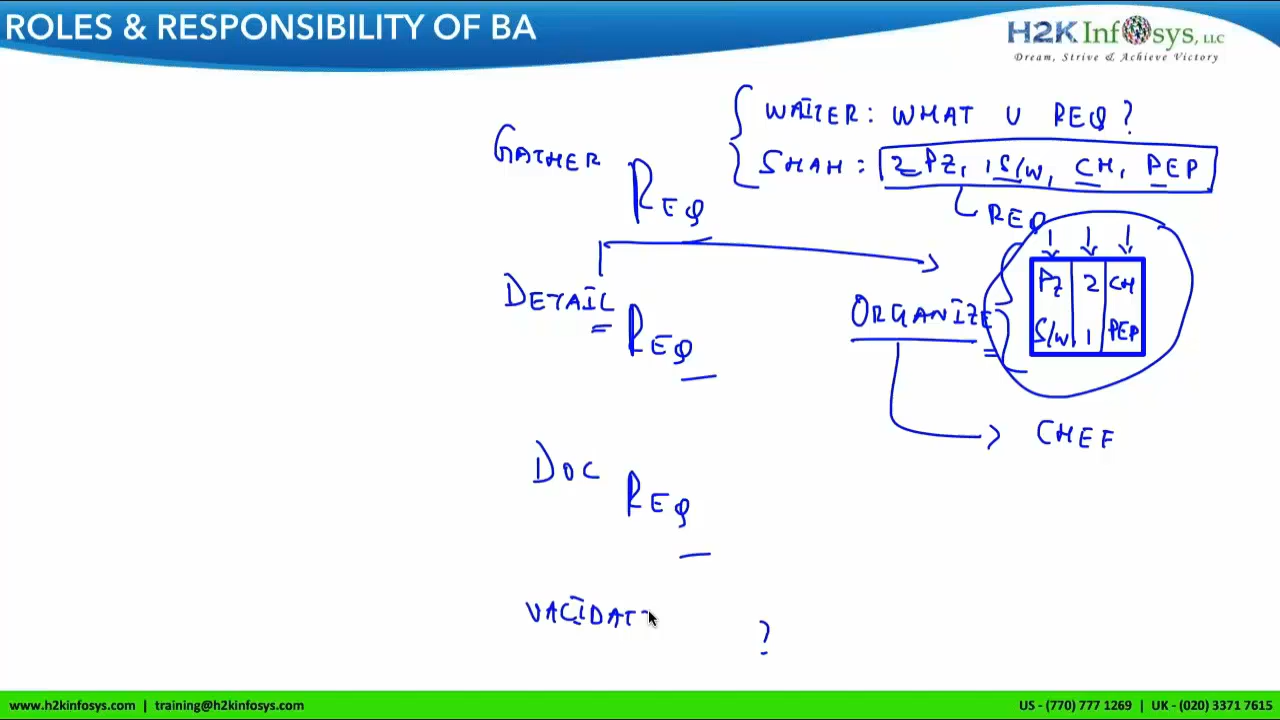 ROLES & RESPONSIBILITY OF BA
H2K Infosys, LLC
Dream, Strive & Achieve Victory
WAITER: WHAT U REQ?
SHAH: 2 PZ, 1 S/W, CH, PEP
REQ
GATHER
REQ
PZ 2 CH
S/W 1 PEP
DETAIL
REQ
ORGANIZE
CHEF
DOC
REQ
VALIDAT
?
www.h2kinfosys.com | training@h2kinfosys.com
US - (770) 777 1269 | UK - (020) 3371 7615